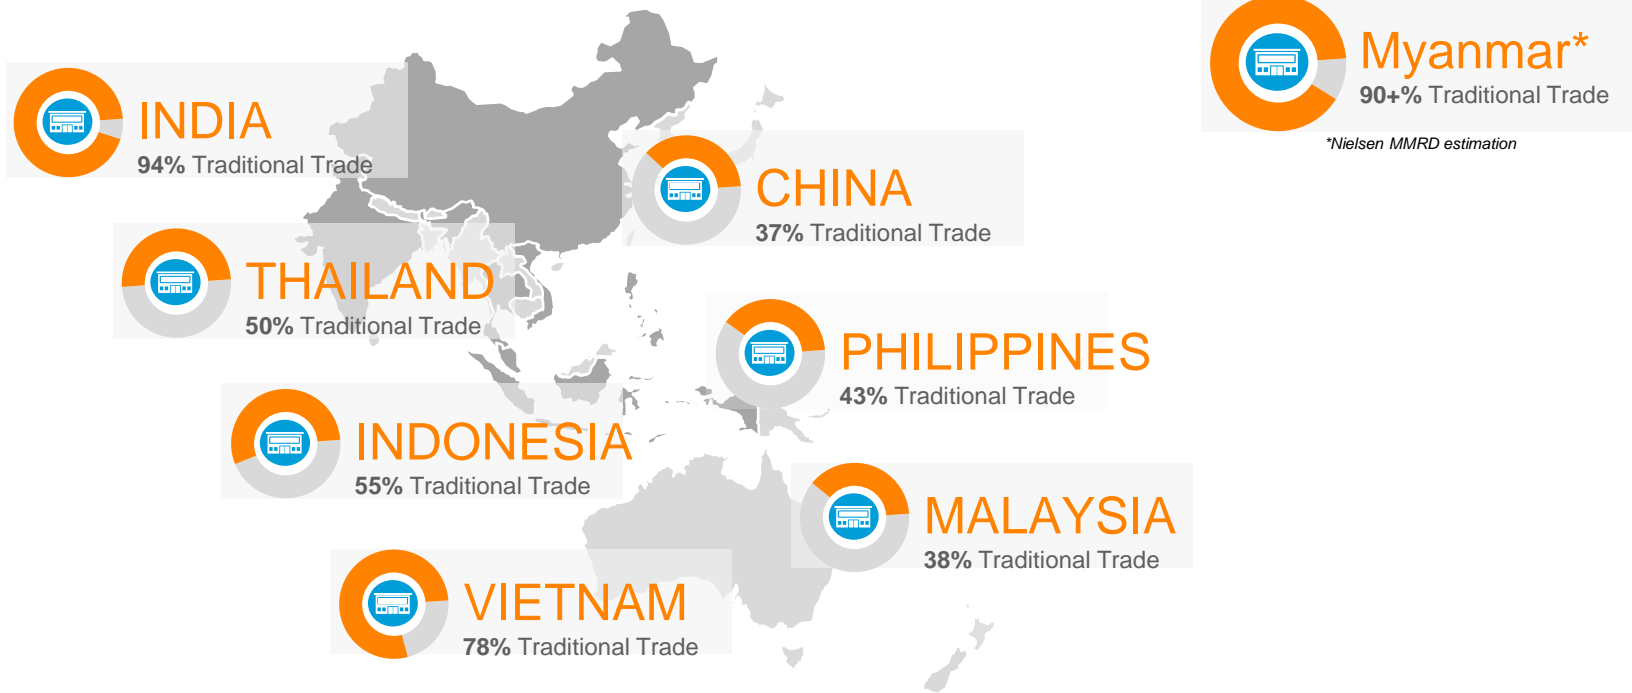 INDIA
94% Traditional Trade
THAILAND
50% Traditional Trade
INDONESIA
55% Traditional Trade
VIETNAM
78% Traditional Trade
CHINA
37% Traditional Trade
PHILIPPINES
43% Traditional Trade
MALAYSIA
38% Traditional Trade
Myanmar*
90+% Traditional Trade
*Nielsen MMRD estimation